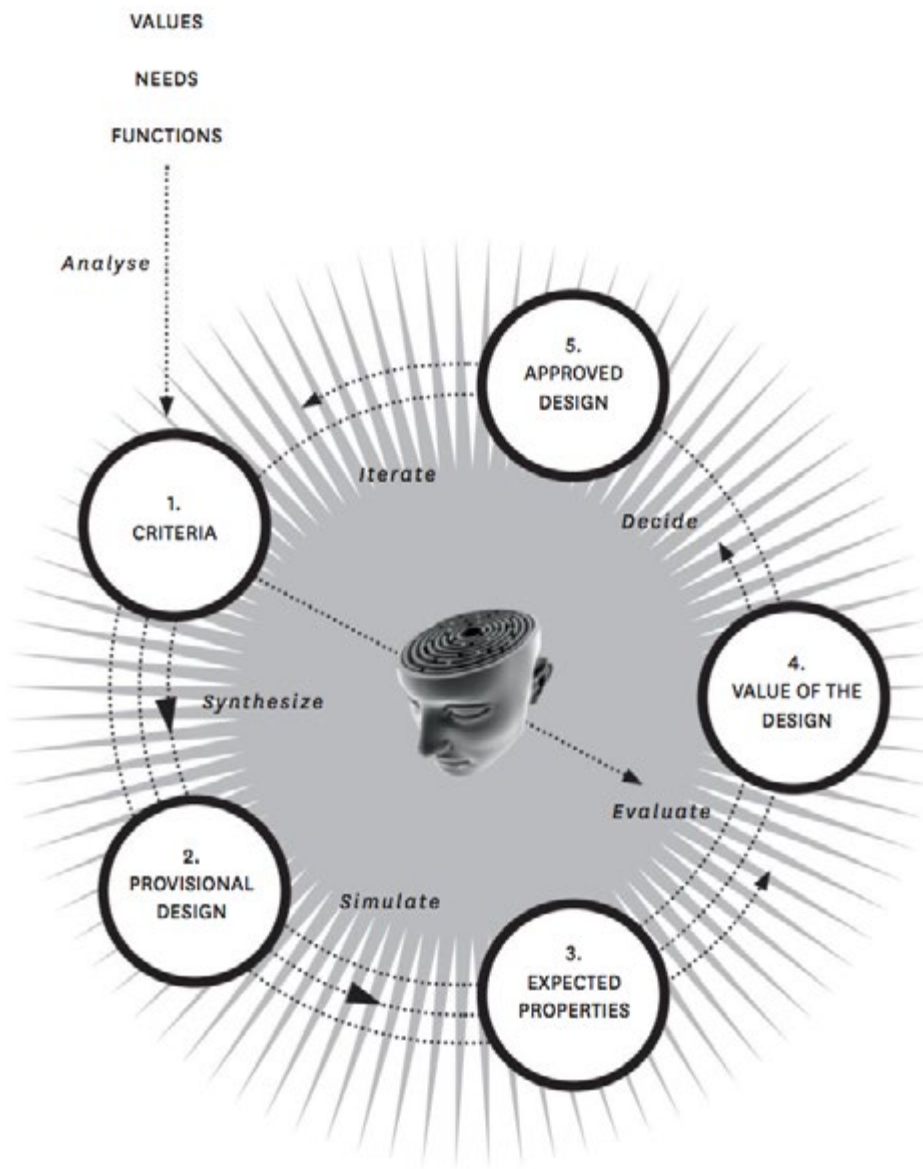 VALUES
NEEDS
FUNCTIONS
Analyse
5.
APPROVED
DESIGN
Iterate
1.
CRITERIA
Decide
4.
VALUE OF THE
DESIGN
Synthesize
Evaluate
2.
PROVISIONAL
DESIGN
Simulate
3.
EXPECTED
PROPERTIES